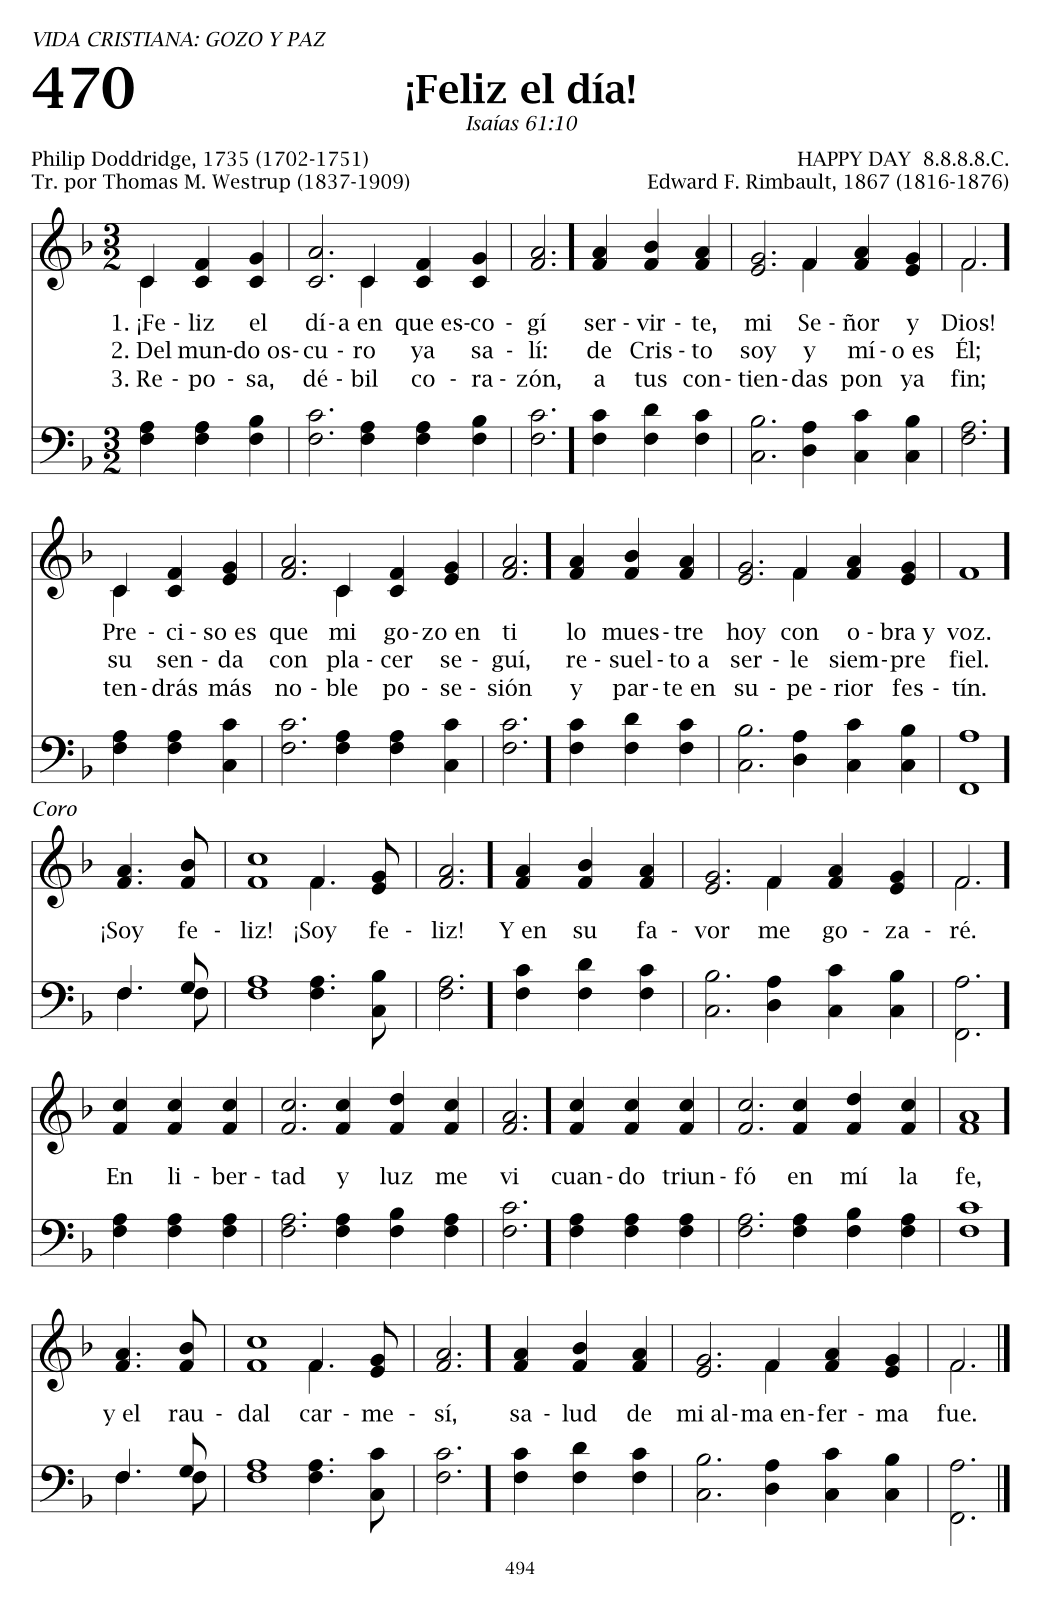 VIDA CRISTIANA: GOZO Y PAZ
470
¡Feliz el día!
Isaías 61:10
Philip Doddridge, 1735 (1702-1751)
HAPPY DAY 8.8.8.8.C.
Tr. por Thomas M. Westrup (1837-1909)
Edward F. Rimbault, 1867 (1816-1876)
3
2
1. ¡Fe - liz el dí - a en que es - co - gí ser - vir - te, mi Se - ñor y Dios!
2. Del mun - do os - cu - ro ya sa - lí: de Cris - to soy y mí - o es Él;
3. Re - po - sa, dé - bil co - ra - zón, a tus con - tien - das pon ya fin;
3
2
Pre - ci - so es que mi go - zo en ti lo mues - tre hoy con o - bra y voz.
su sen - da con pla - cer se - guí, re - suel - to a ser - le siem - pre fiel.
ten - drás más no - ble po - se - sión y par - te en su - pe - rior fes - tín.
Coro
¡Soy fe - liz! ¡Soy fe - liz! Y en su fa - vor me go - za - ré.
En li - ber - tad y luz me vi cuan - do triun - fó en mí la fe,
y el rau - dal car - me - sí, sa - lud de mi al - ma en - fer - ma fue.
494